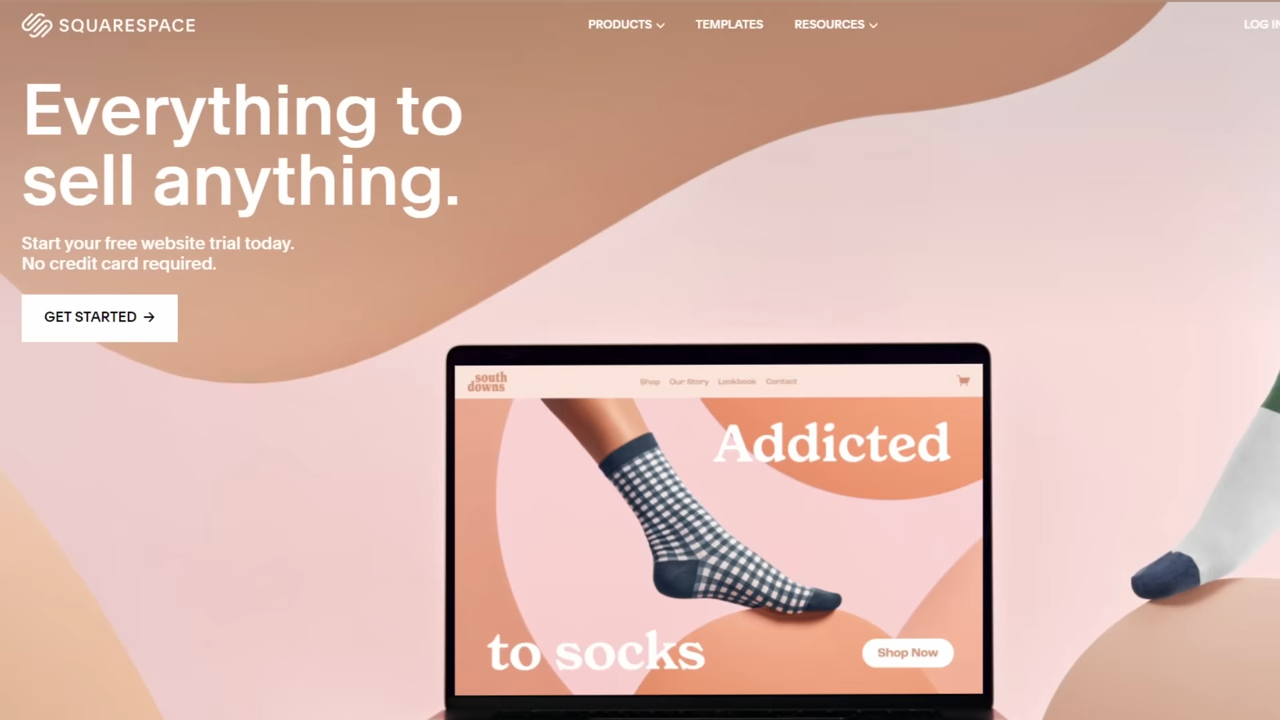 SQUARESPACE
PRODUCTS
TEMPLATES
RESOURCES
LOG IN
Everything to
sell anything.
Start your free website trial today.
No credit card required.
GET STARTED →
south
downs
Shop
Our Story
Lookbook
Contact
Addicted
to socks
Shop Now